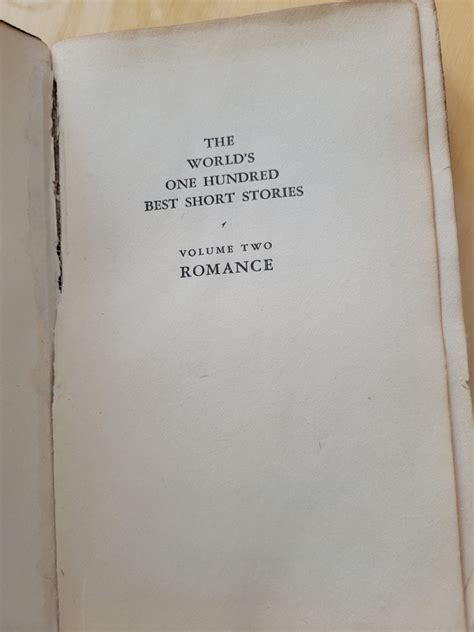 THE
WORLD'S
ONE HUNDRED
BEST SHORT STORIES
VOLUME TWO
ROMANCE